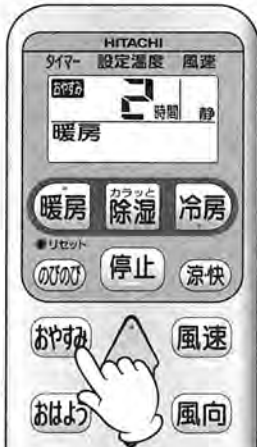 HITACHI
タイマー 設定温度 風速
おやすみ 2 時間 静
暖房
暖房 カラッと 除湿 冷房
リセット
のびのび 停止 涼・快
おやすみ 風速
おはよう 風向